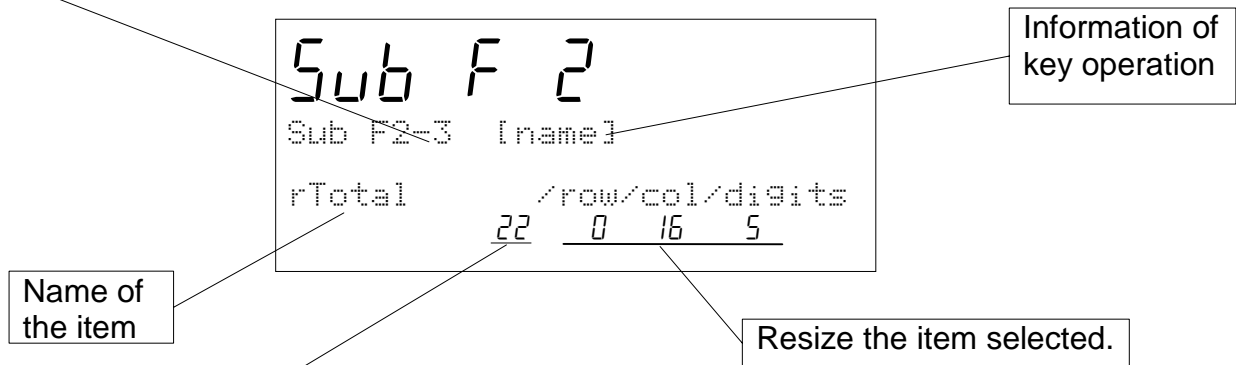 Information of
key operation
Sub F 2
Sub F2-3 [name]
rTotal /row/col/digits
22 0 16 5
Name of
the item
Resize the item selected.